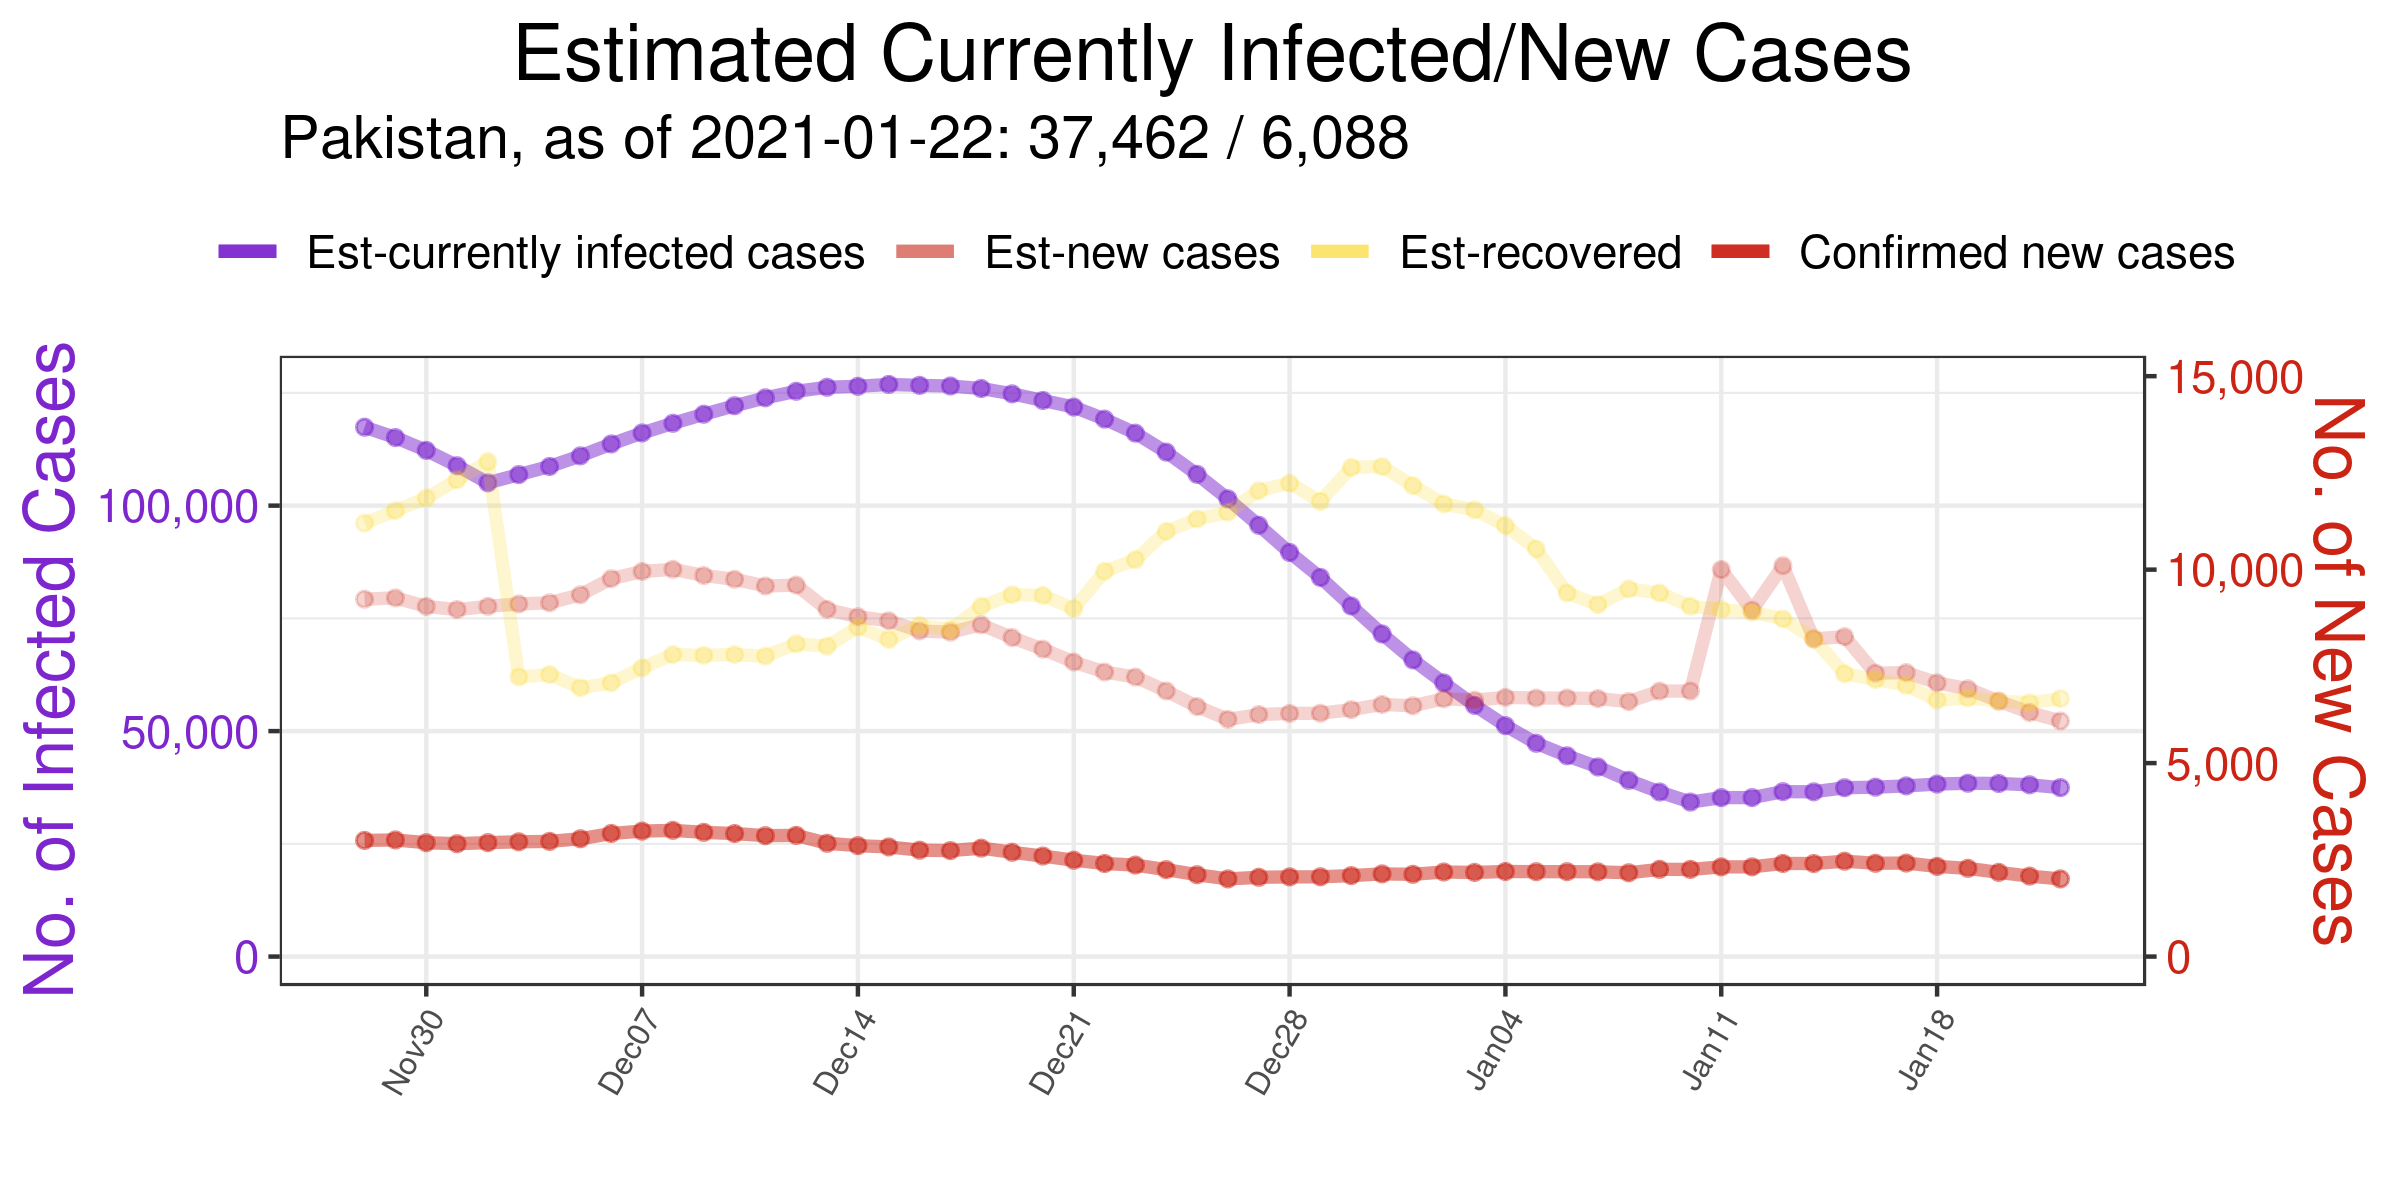 Estimated Currently Infected/New Cases
Pakistan, as of 2021-01-22: 37,462 / 6,088
Est-currently infected cases Est-new cases Est-recovered Confirmed new cases
No. of Infected Cases
100,000
50,000
0
15,000
10,000
5,000
0
No. of New Cases
Nov30 Dec07 Dec14 Dec21 Dec28 Jan04 Jan11 Jan18